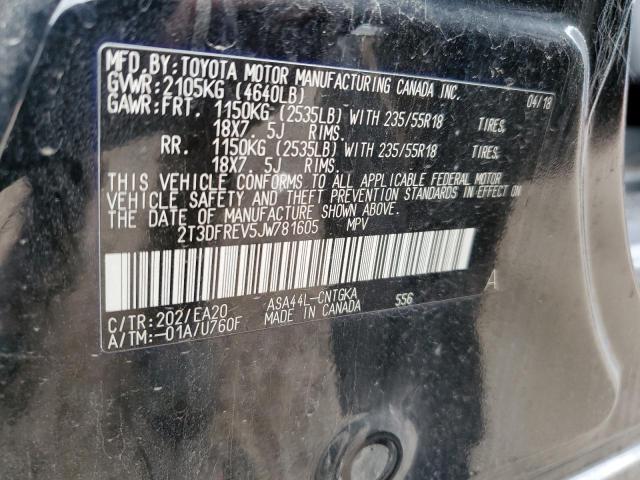 MFD.BY:TOYOTA MOTOR MANUFACTURING CANADA INC.
GVWR:2105KG (4640LB) 04/18
GAWR:FRT. 1150KG (2535LB) WITH 235/55R18 TIRES,
18X7. 5J RIMS.
RR. 1150KG (2535LB) WITH 235/55R18 TIRES,
18X7. 5J RIMS.
THIS VEHICLE CONFORMS TO ALL APPLICABLE FEDERAL MOTOR
VEHICLE SAFETY AND THEFT PREVENTION STANDARDS IN EFFECT ON
THE DATE OF MANUFACTURE SHOWN ABOVE.
2T3DFREV5JW781605 MPV
A
C/TR:202/EA20 ASA44L-CNTGKA 556
A/TM:-01A/U760F MADE IN CANADA